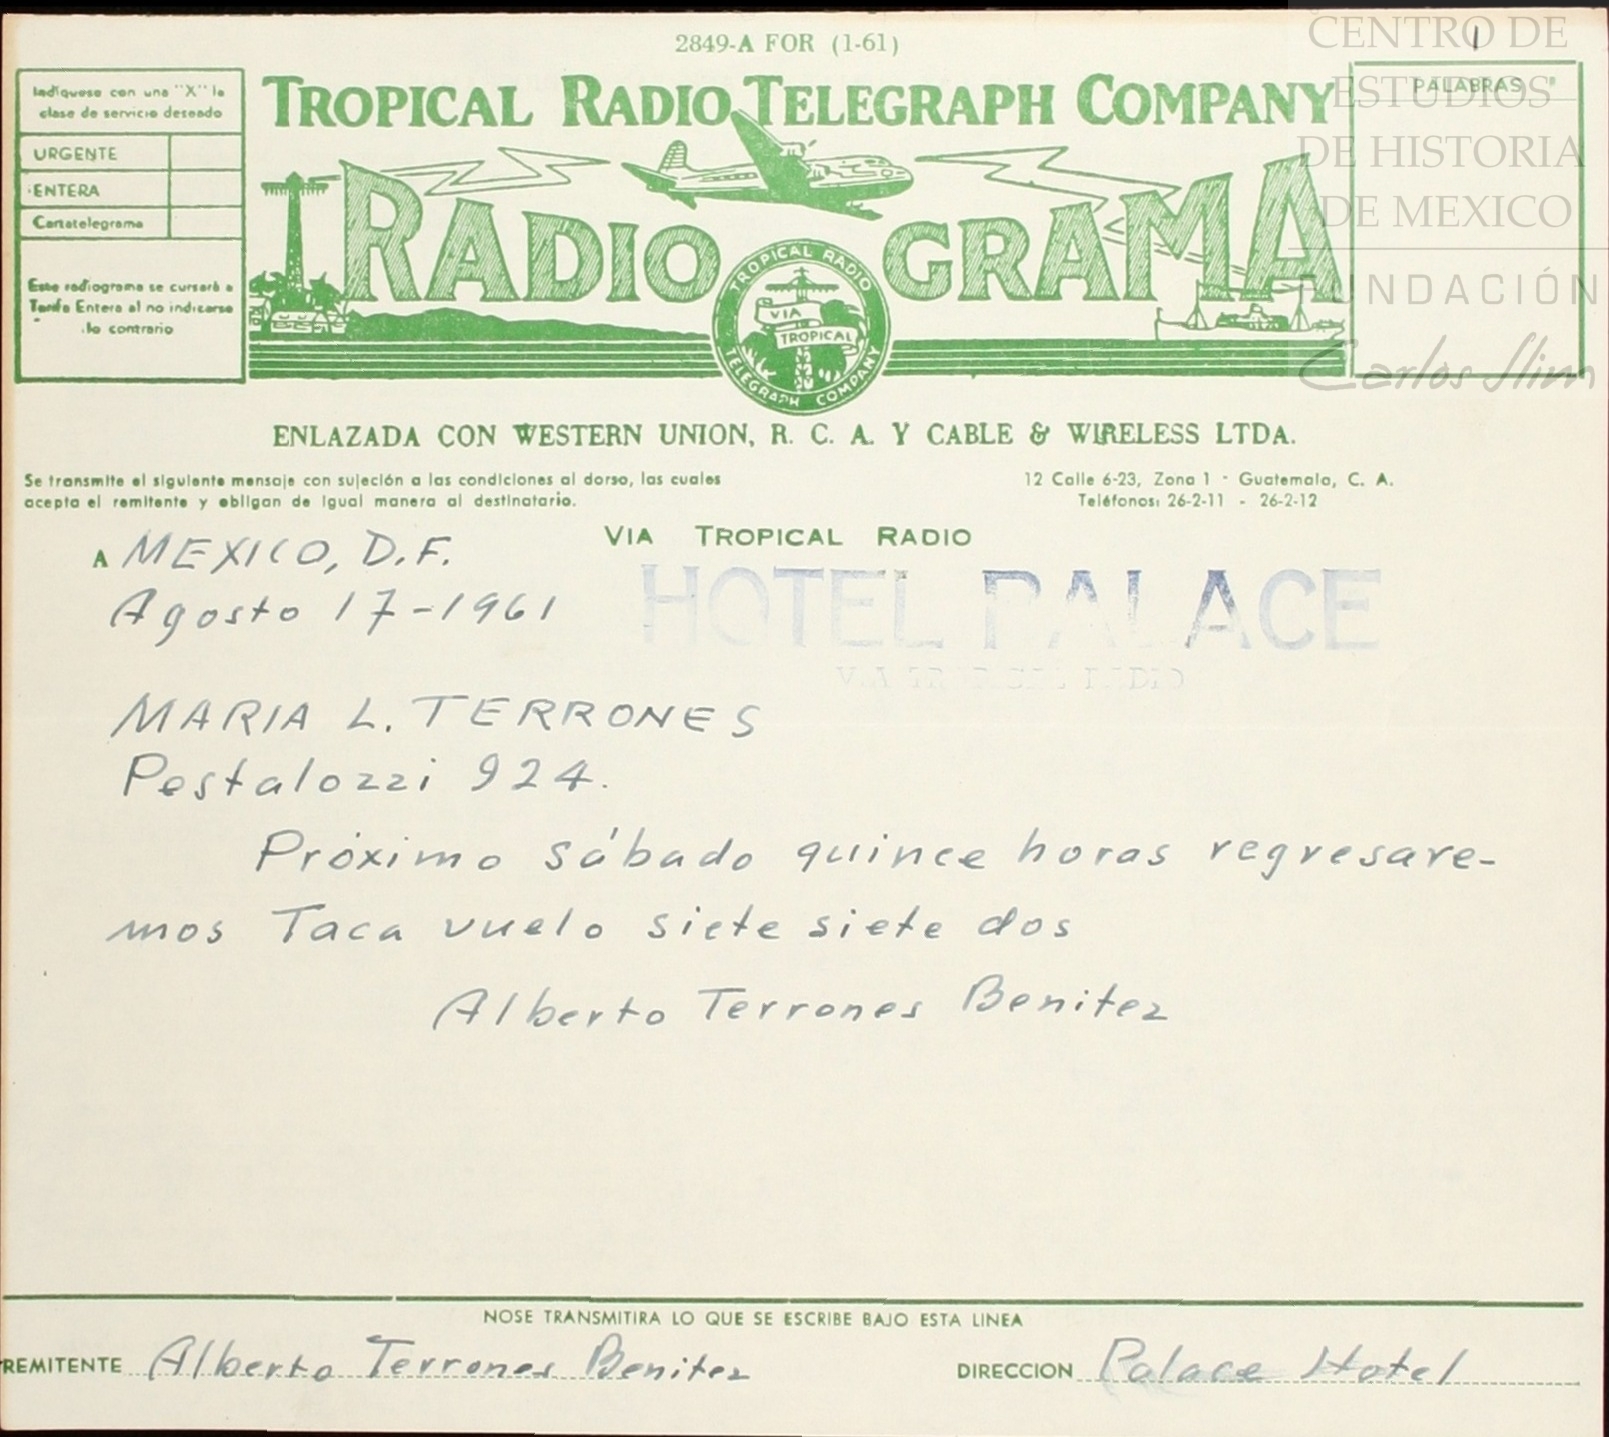 2849-A FOR (1-61)
Indíquese con una "X" la
clase de servicio deseado
URGENTE
ENTERA
Cartatelegrama
Este radiograma se cursará a
Tarifa Entera al no indicarse
lo contrario
TROPICAL RADIO TELEGRAPH COMPANY
RADIOGRAMA
TROPICAL RADIO
VIA
TROPICAL
TELEGRAPH COMPANY
PALABRAS
CENTRO DE
ESTUDIOS
DE HISTORIA
DE MEXICO
FUNDACIÓN
Carlos Slim
ENLAZADA CON WESTERN UNION, R. C. A. Y CABLE & WIRELESS LTDA.
Se transmite el siguiente mensaje con sujeción a las condiciones al dorso, las cuales
acepta el remitente y obligan de igual manera al destinatario.
12 Calle 6-23, Zona 1 - Guatemala, C. A.
Teléfonos: 26-2-11 - 26-2-12
VIA TROPICAL RADIO
A MEXICO, D.F.
HOTEL PALACE
Agosto 17-1961
MARIA L. TERRONES
Pestalozzi 924.
Próximo sábado quince horas regresare-
mos Taca vuelo siete siete dos
Alberto Terrones Benitez
NOSE TRANSMITIRA LO QUE SE ESCRIBE BAJO ESTA LINEA
REMITENTE Alberto Terrones Benitez
DIRECCION Palace Hotel